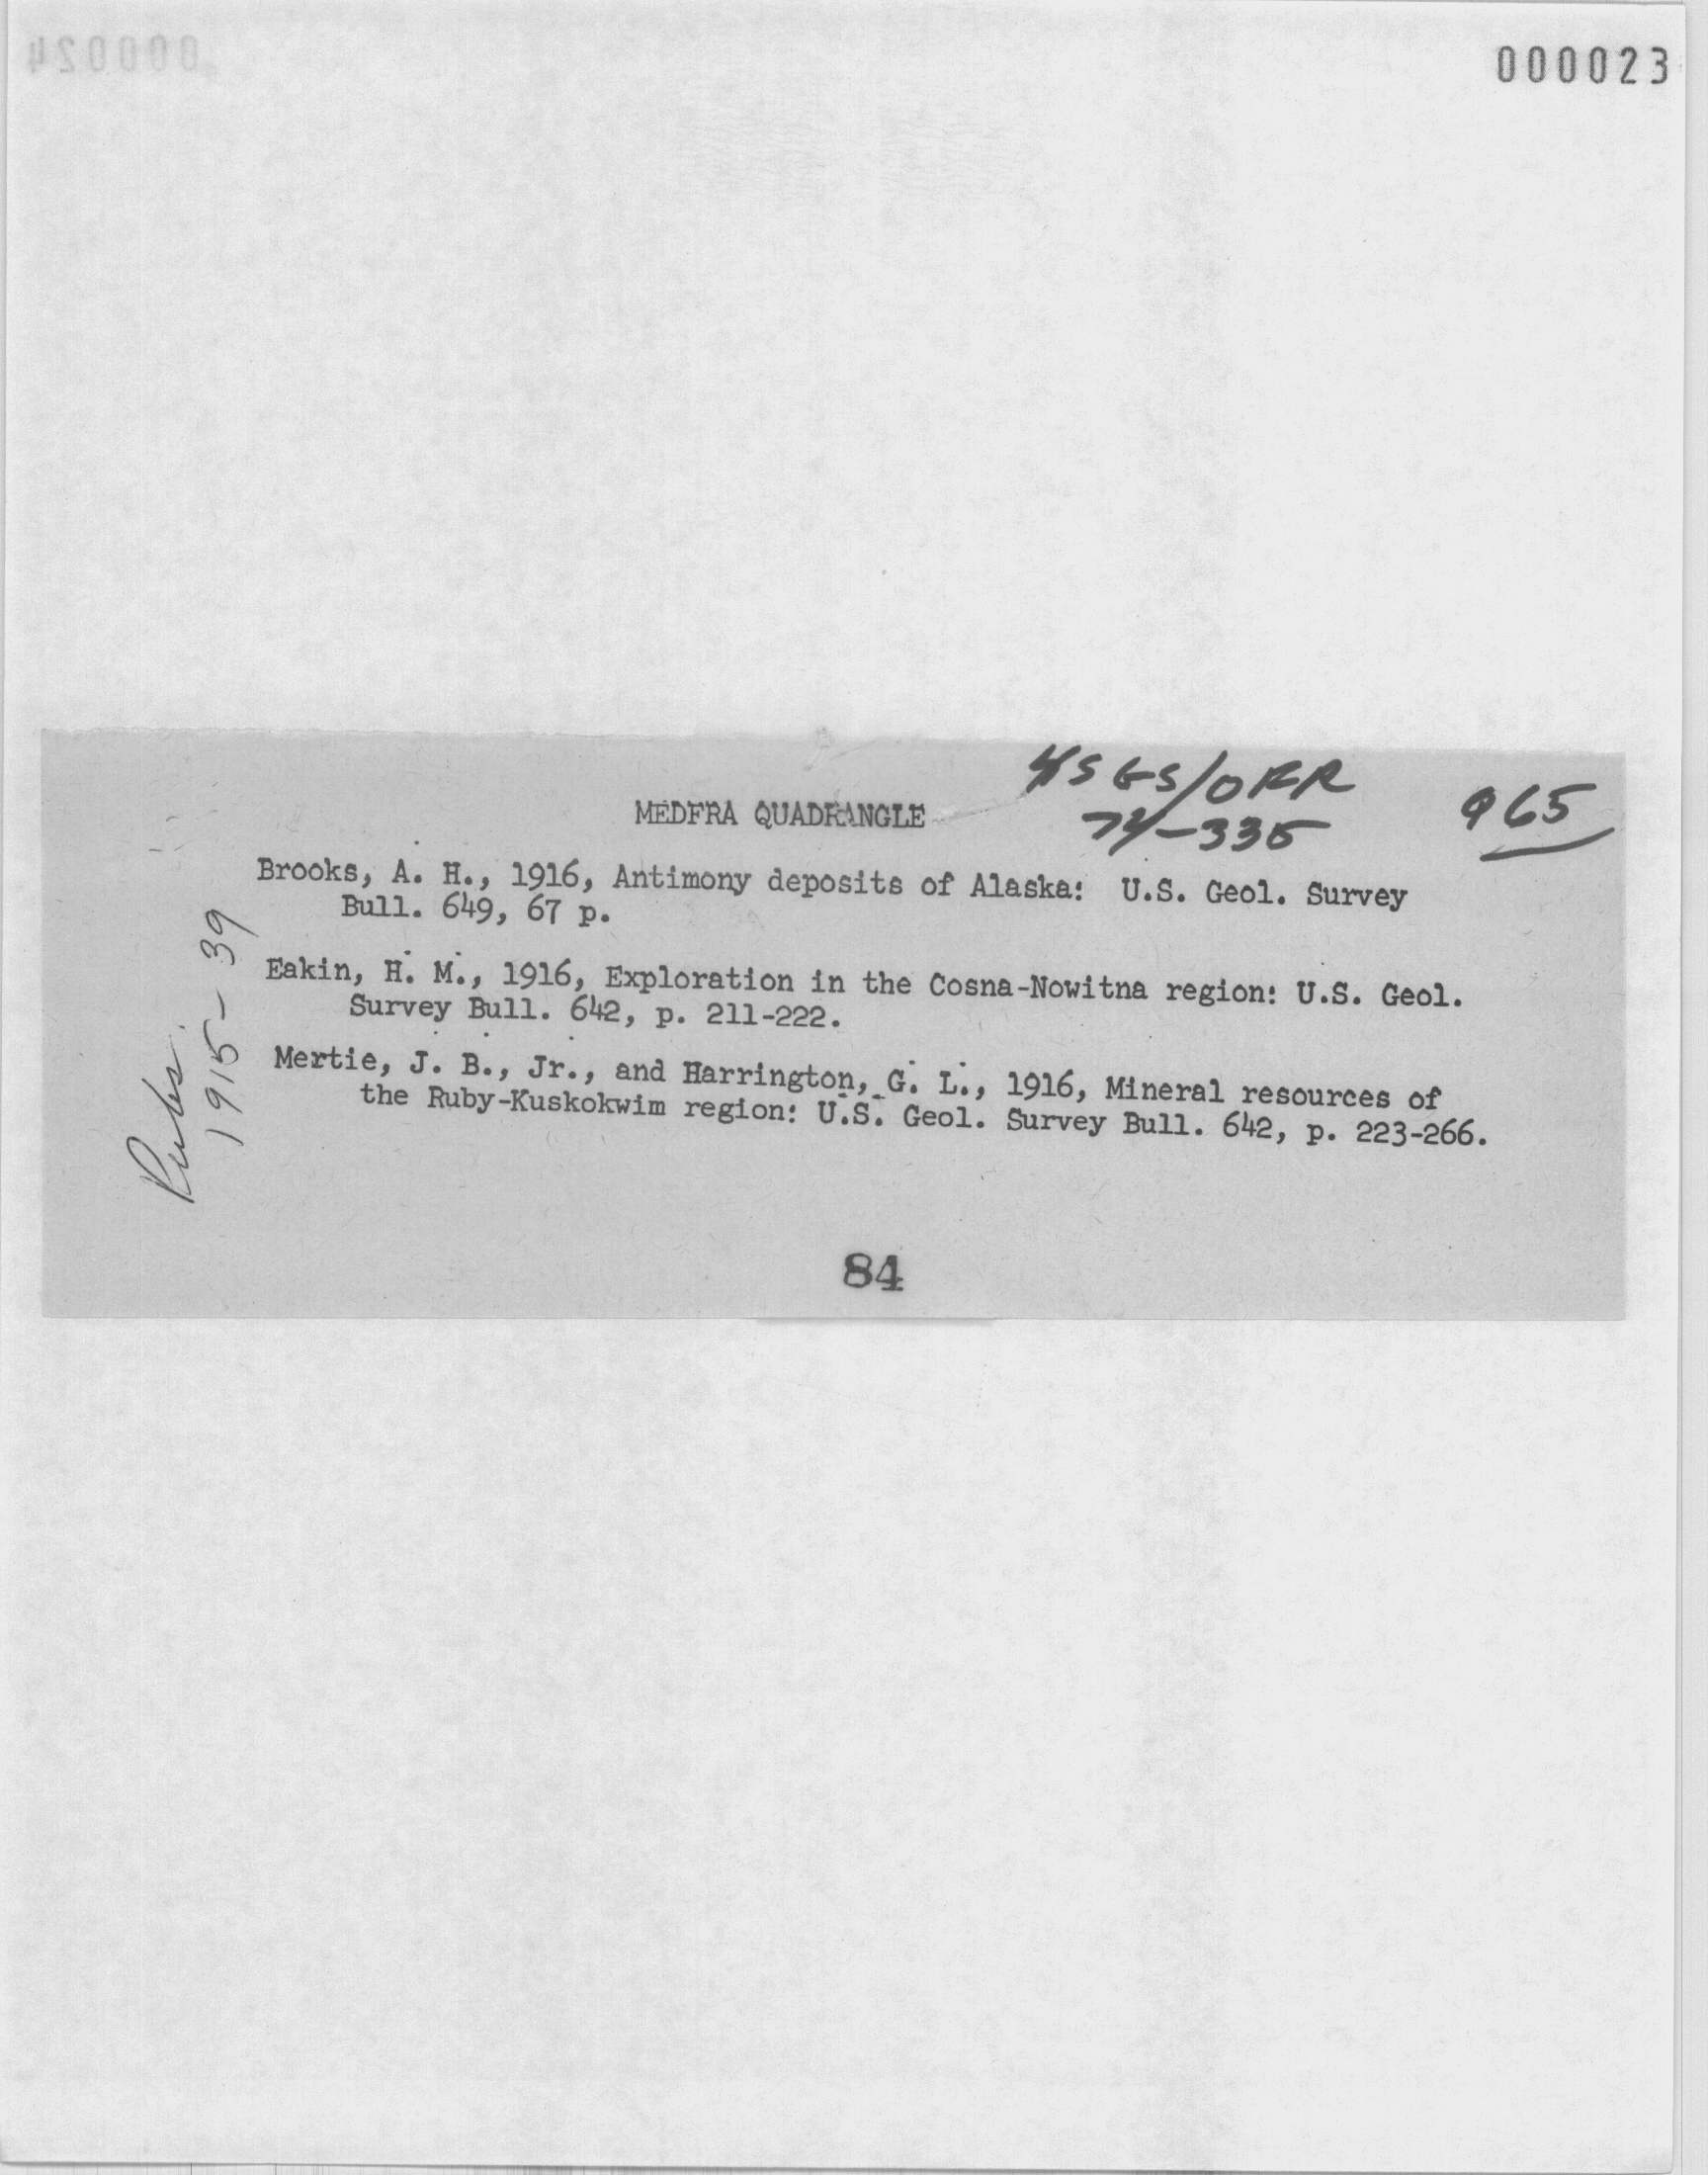 000024
000023
USGS/OFR
74-335
965
MEDFRA QUADRANGLE
Brooks, A. H., 1916, Antimony deposits of Alaska: U.S. Geol. Survey
Bull. 649, 67 p.
Eakin, H. M., 1916, Exploration in the Cosna-Nowitna region: U.S. Geol.
Survey Bull. 642, p. 211-222.
Mertie, J. B., Jr., and Harrington, G. L., 1916, Mineral resources of
the Ruby-Kuskokwim region: U.S. Geol. Survey Bull. 642, p. 223-266.
Pubs.
1915-39
84